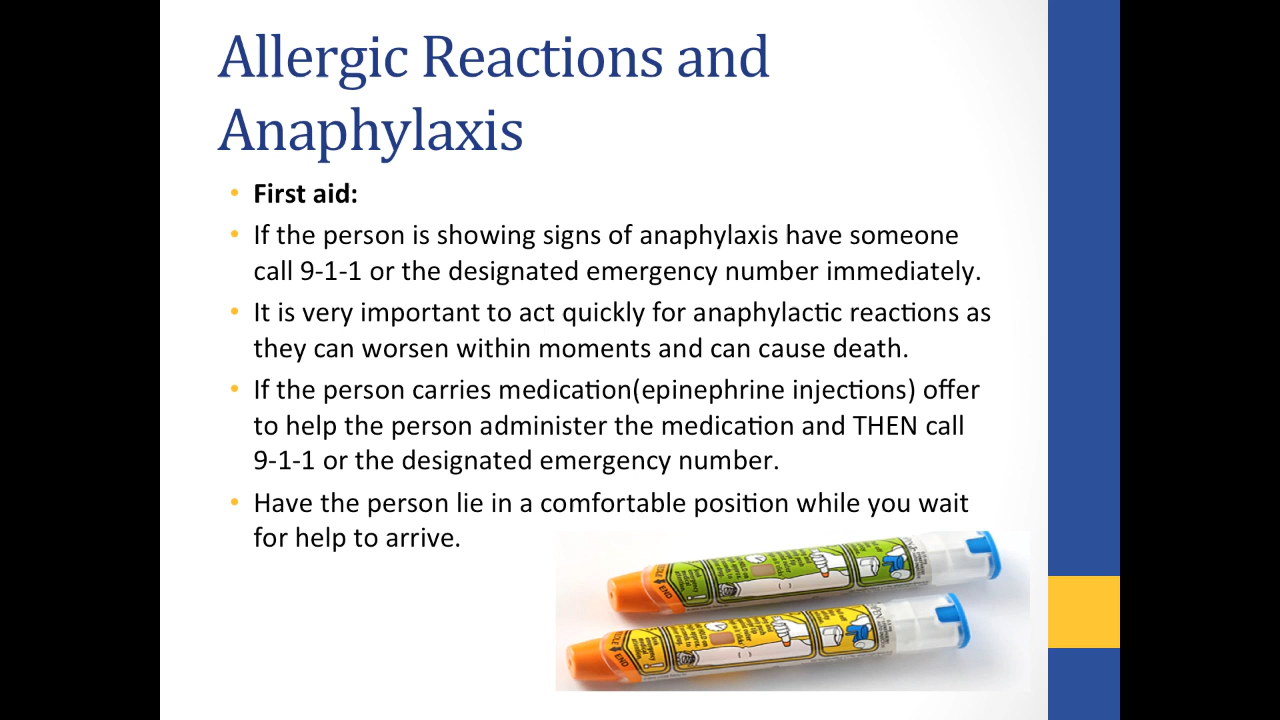 Allergic Reactions and
Anaphylaxis
• First aid:
• If the person is showing signs of anaphylaxis have someone
call 9-1-1 or the designated emergency number immediately.
• It is very important to act quickly for anaphylactic reactions as
they can worsen within moments and can cause death.
• If the person carries medication(epinephrine injections) offer
to help the person administer the medication and THEN call
9-1-1 or the designated emergency number.
• Have the person lie in a comfortable position while you wait
for help to arrive.
END
END